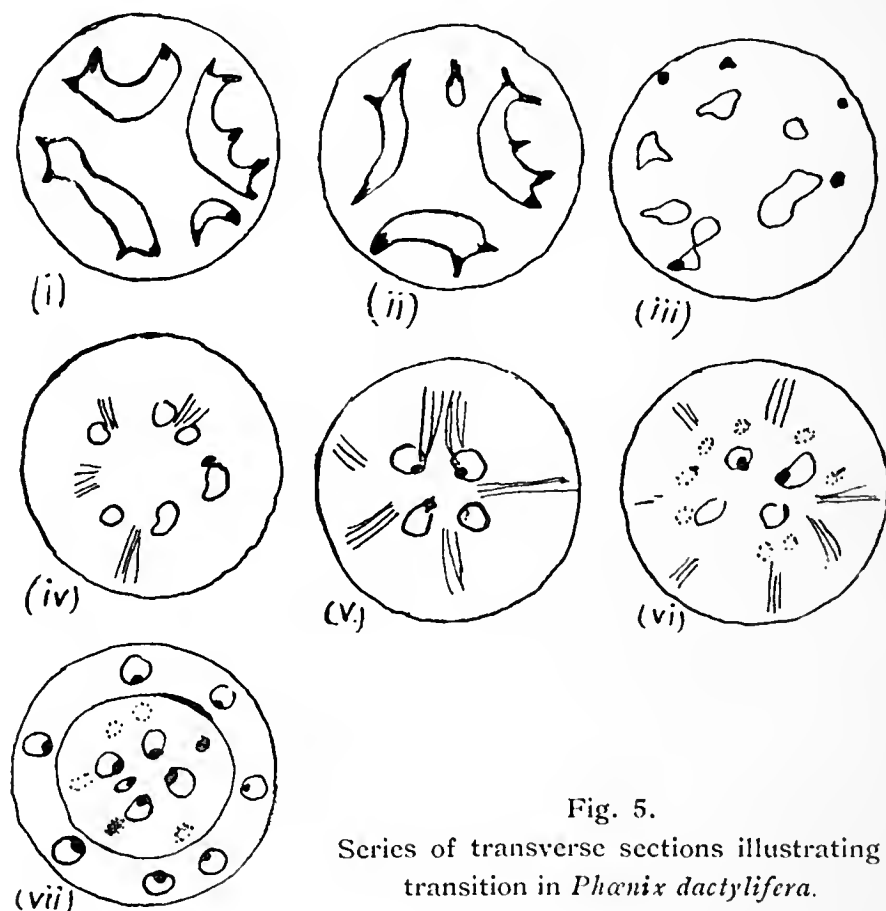 (i)
(ii)
(iii)
(iv)
(v.)
(vi)
(vii)
Fig. 5.
Series of transverse sections illustrating
transition in Phœnix dactylifera.